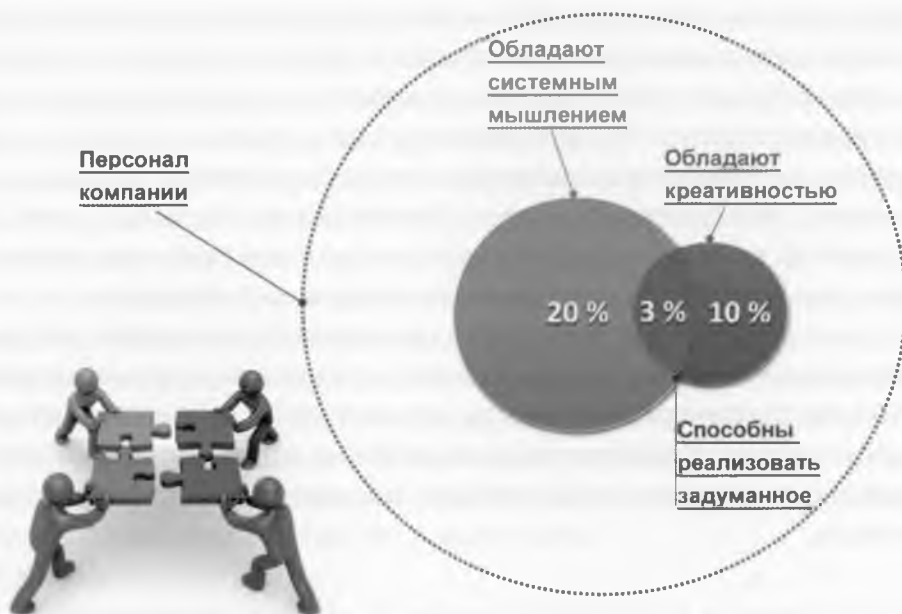 Обладают
системным
мышлением
Персонал
компании
Обладают
креативностью
20 %
3 %
10 %
Способны
реализовать
задуманное